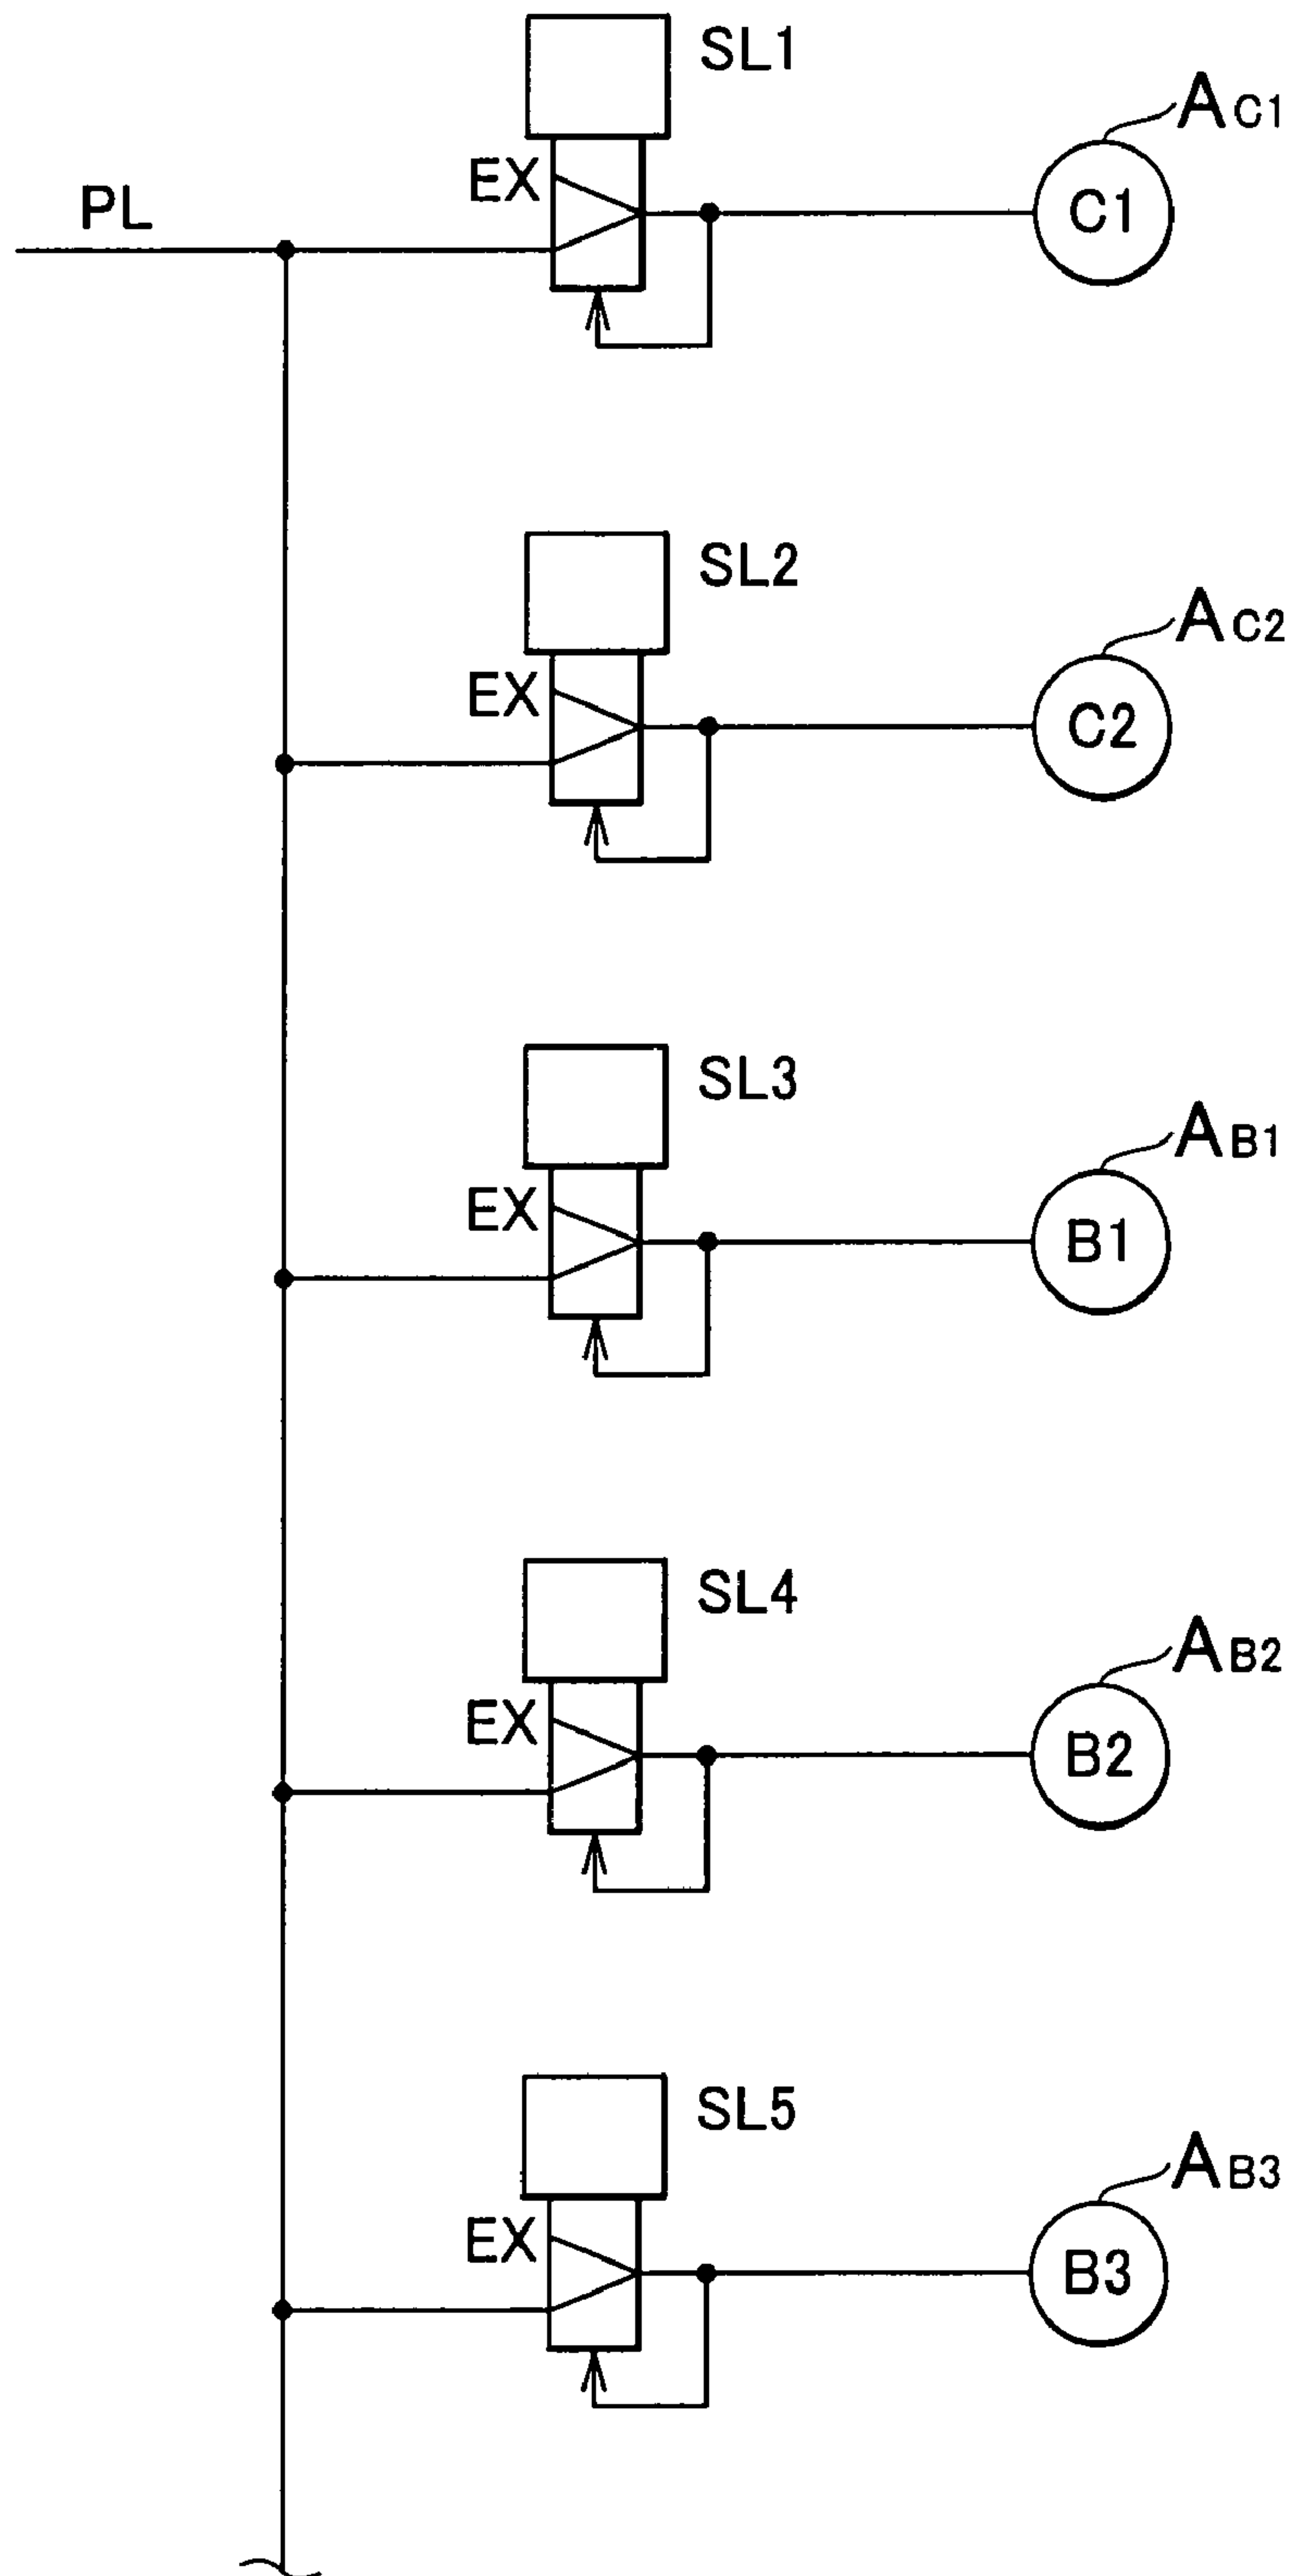 SL1
AC1
EX
PL
C1
SL2
AC2
EX
C2
SL3
AB1
EX
B1
SL4
AB2
EX
B2
SL5
AB3
EX
B3